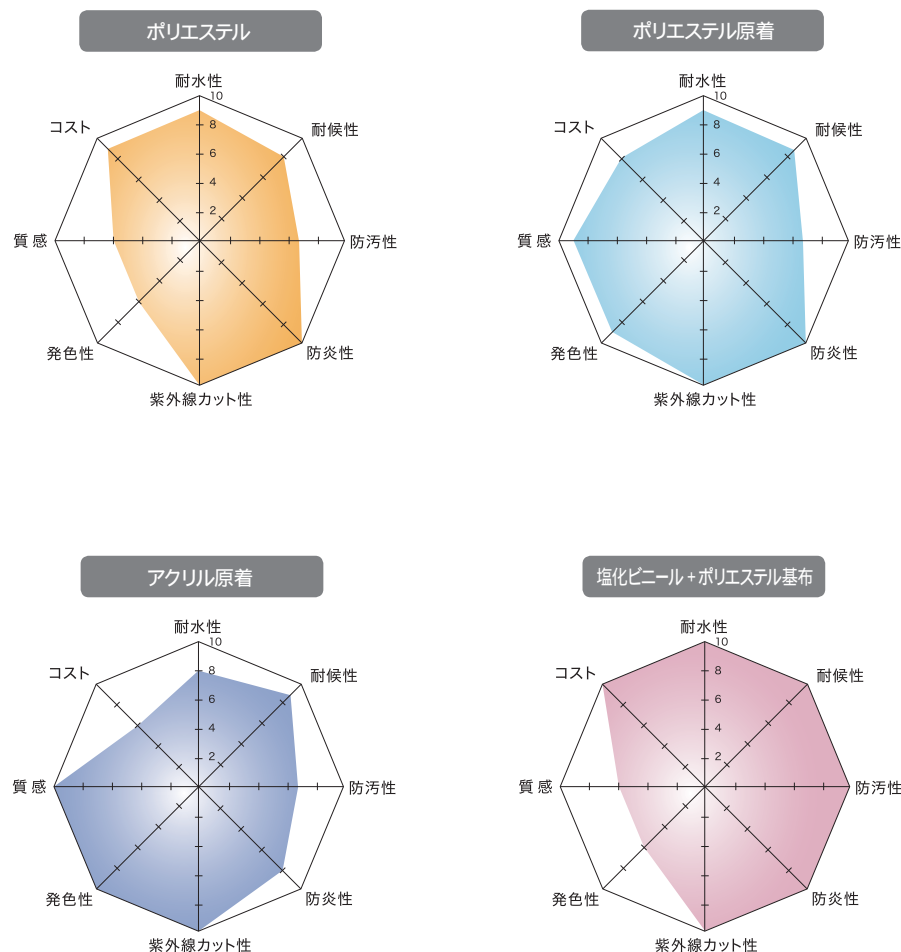 ポリエステル
耐水性
10
コスト
耐候性
8
6
4
2
質感
防汚性
発色性
防炎性
紫外線カット性
ポリエステル原着
耐水性
10
コスト
耐候性
8
6
4
2
質感
防汚性
発色性
防炎性
紫外線カット性
アクリル原着
耐水性
10
コスト
耐候性
8
6
4
2
質感
防汚性
発色性
防炎性
紫外線カット性
塩化ビニール+ポリエステル基布
耐水性
10
コスト
耐候性
8
6
4
2
質感
防汚性
発色性
防炎性
紫外線カット性